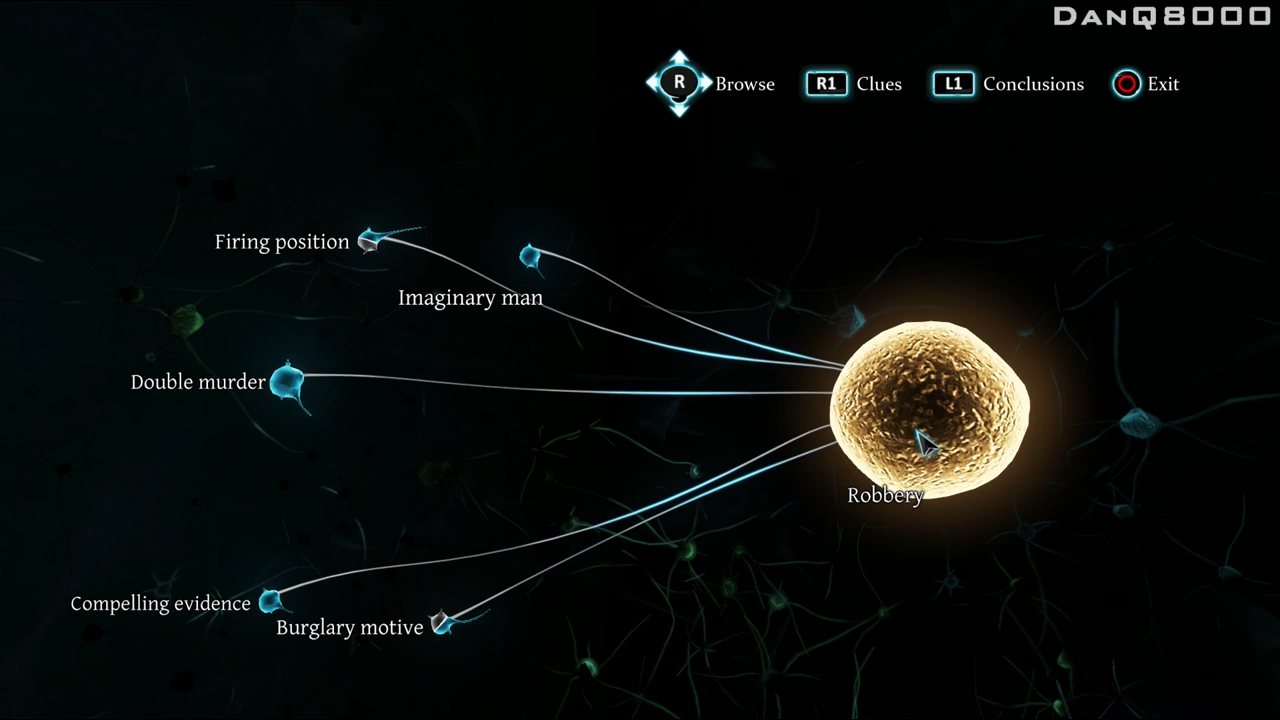 DanQ8000
R Browse R1 Clues L1 Conclusions Exit
Firing position
Imaginary man
Double murder
Robbery
Compelling evidence
Burglary motive